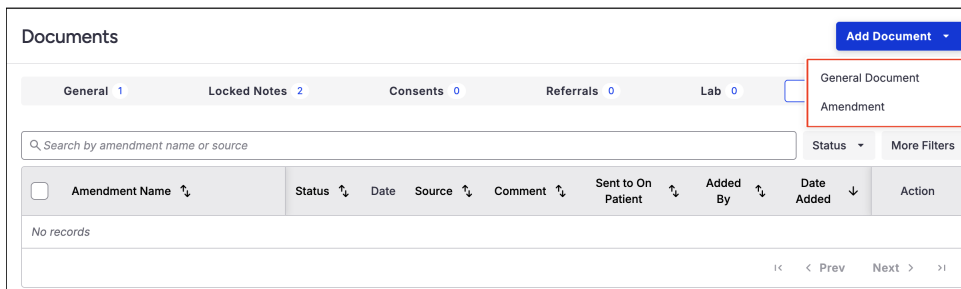 Documents
Add Document
General Document
Amendment
General 1
Locked Notes 2
Consents 0
Referrals 0
Lab 0
Search by amendment name or source
Status
More Filters
Amendment Name
Status
Date
Source
Comment
Sent to On
Patient
Added
By
Date
Added
Action
No records
Prev
Next